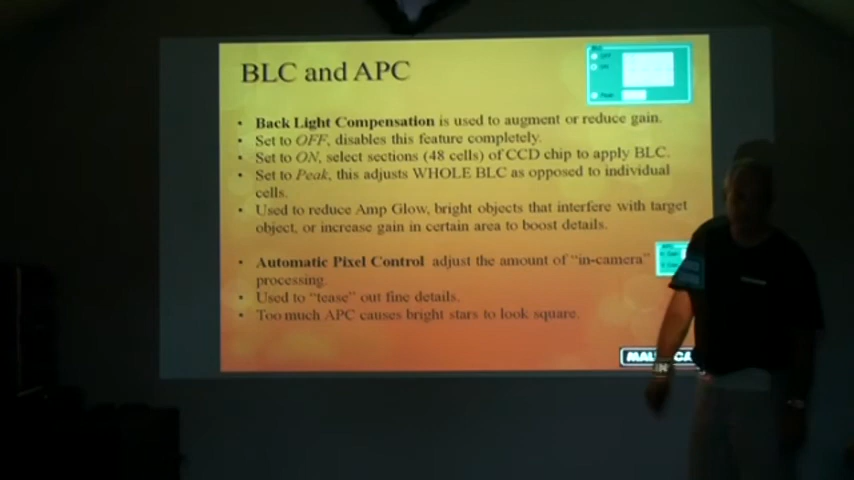 BLC and APC
• Back Light Compensation is used to augment or reduce gain.
• Set to OFF, disables this feature completely.
• Set to ON, select sections (48 cells) of CCD chip to apply BLC.
• Set to Peak, this adjusts WHOLE BLC as opposed to individual
cells.
• Used to reduce Amp Glow, bright objects that interfere with target
object, or increase gain in certain area to boost details.
• Automatic Pixel Control adjust the amount of "in-camera"
processing.
• Used to "tease" out fine details.
• Too much APC causes bright stars to look square.